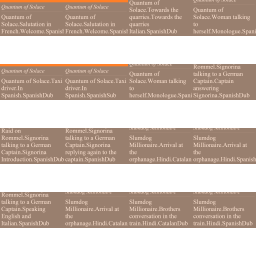 Quantum of Solace
Quantum of
Solace.Salutation in
French.Welcome.Spanish
Quantum of Solace
Quantum of
Solace.Salutation in
French.Welcome.Spanish
Quantum of
Solace.Towards the
quarries.Towards the
quarries
Italian.SpanishDub
Quantum of
Solace.Woman talking
to
herself.Monologue.Spani
Quantum of Solace
Quantum of Solace.Taxi
driver.In
Spanish.SpanishDub
Quantum of Solace
Quantum of Solace.Taxi
driver.In
Spanish.SpanishSub
Quantum of
Solace.Woman talking
to
herself.Monologue.Spani
Rommel.Signorina
talking to a German
Captain.Captain
answering
Signorina.SpanishDub
Raid on
Rommel.Signorina
talking to a German
Captain.Signorina
Introduction.SpanishDub
Rommel.Signorina
talking to a German
Captain.Signorina
replying again to the
captain.SpanishDub
Slumdog
Millionaire.Arrival at
the
orphanage.Hindi.Catalan
Slumdog
Millionaire.Arrival at
the
orphanage.Hindi.Spanish
Rommel.Signorina
talking to a German
Captain.Speaking
English and
Italian.SpanishDub
Slumdog
Millionaire.Arrival at
the
orphanage.Hindi.Catalan
Slumdog
Millionaire.Brothers
conversation in the
train.Hindi.CatalanDub
Slumdog
Millionaire.Brothers
conversation in the
train.Hindi.SpanishDub